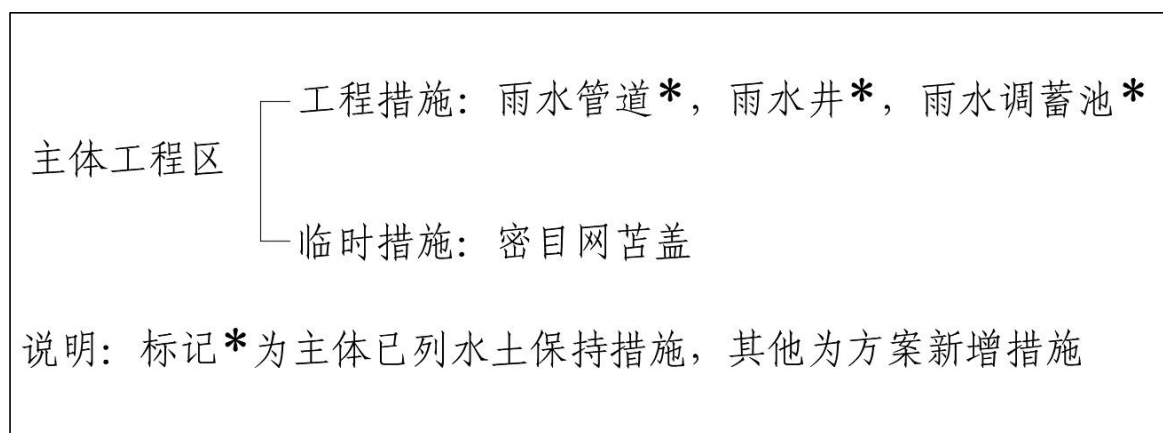 工程措施：雨水管道*，雨水井*，雨水调蓄池*
主体工程区
临时措施：密目网苫盖
说明：标记*为主体已列水土保持措施，其他为方案新增措施